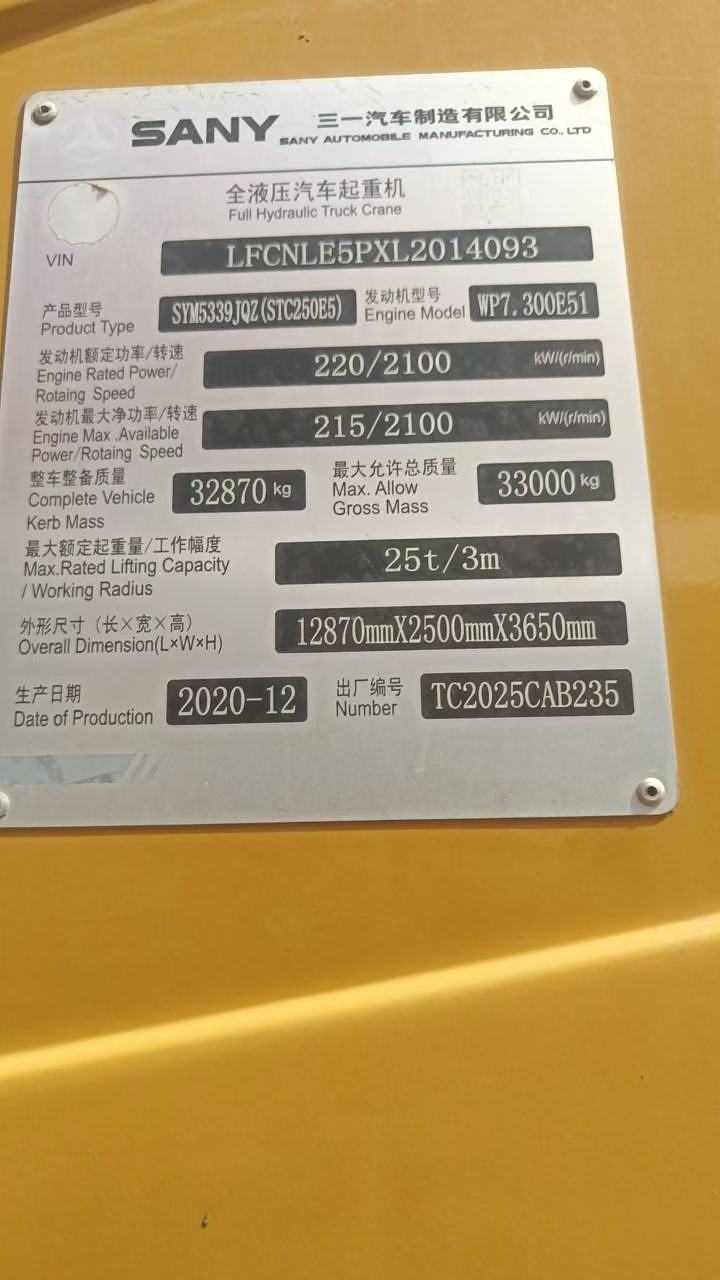 SANY 三一汽车制造有限公司
SANY AUTOMOBILE MANUFACTURING CO., LTD
全液压汽车起重机
Full Hydraulic Truck Crane
VIN LFCNLE5PXL2014093
产品型号 SYM5339JQZ(STC250E5) 发动机型号 WP7.300E51
Product Type Engine Model
发动机额定功率/转速 220/2100 kW/(r/min)
Engine Rated Power/
Rotaing Speed
发动机最大净功率/转速 215/2100 kW/(r/min)
Engine Max .Available
Power/Rotaing Speed
整车整备质量 32870 kg 最大允许总质量 33000 kg
Complete Vehicle Max. Allow
Kerb Mass Gross Mass
最大额定起重量/工作幅度 25t/3m
Max.Rated Lifting Capacity
/ Working Radius
外形尺寸（长×宽×高） 12870mmX2500mmX3650mm
Overall Dimension(L×W×H)
生产日期 2020-12 出厂编号 TC2025CAB235
Date of Production Number